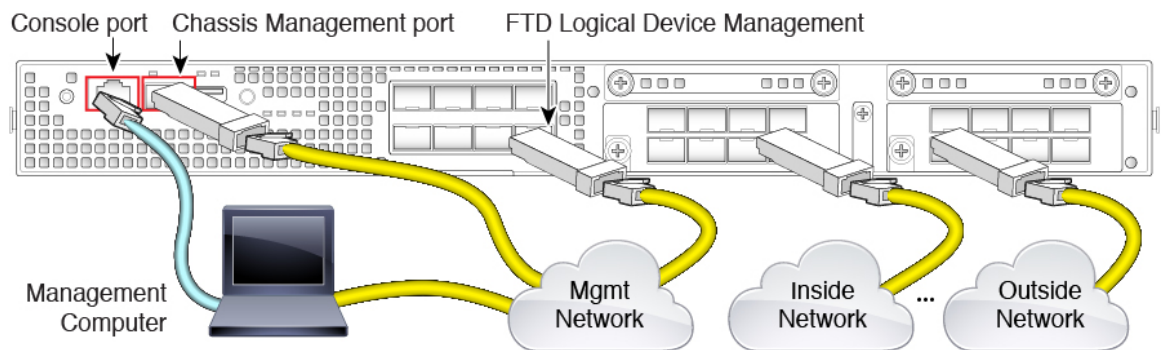 Console port
Chassis Management port
FTD Logical Device Management
Management
Computer
Mgmt
Network
Inside
Network
...
Outside
Network